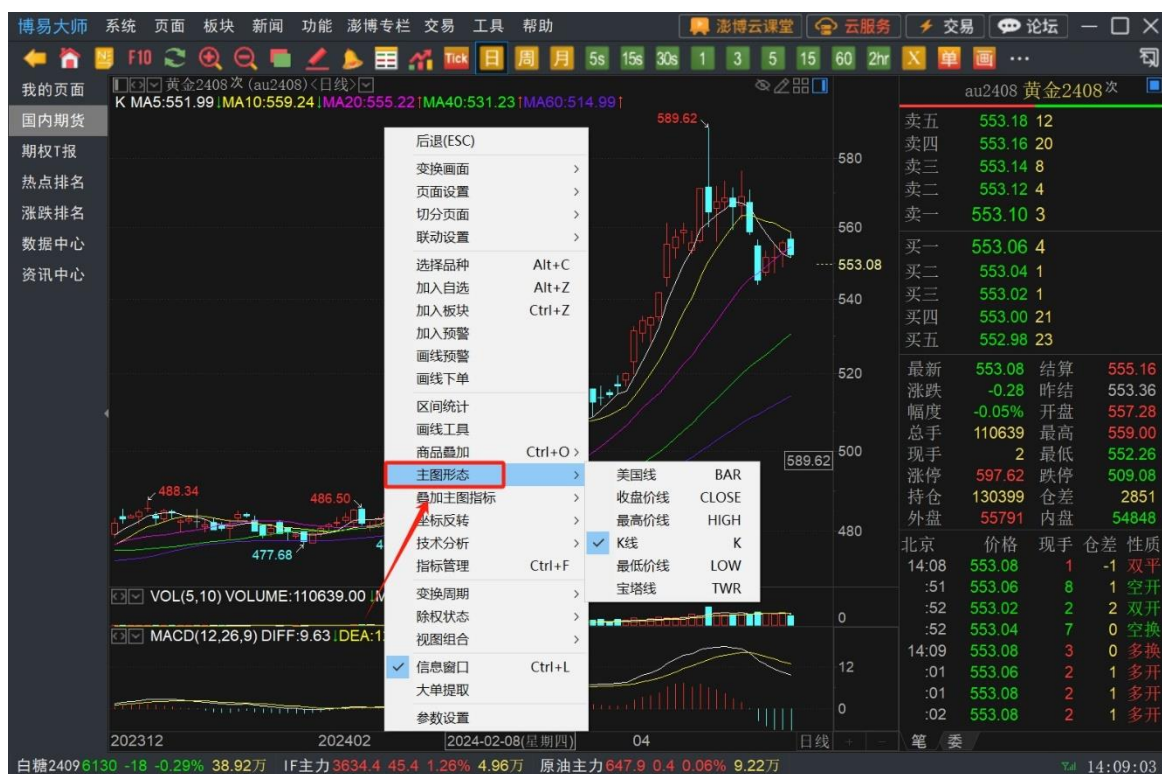 博易大师 系统 页面 板块 新闻 功能 澎博专栏 交易 工具 帮助 澎博云课堂 云服务 交易 论坛
F10 Tick 日 周 月 5s 15s 30s 1 3 5 15 60 2hr X 单 画 ...
我的页面
国内期货
期权T报
热点排名
涨跌排名
数据中心
资讯中心
黄金2408次 (au2408)<日线>
K MA5:551.99↓MA10:559.24↓MA20:555.22↑MA40:531.23↑MA60:514.99↑
589.62
580
560
553.08
540
520
500
589.62
480
488.34
486.50
477.68
4
VOL(5,10) VOLUME:110639.00↓M
0
MACD(12,26,9) DIFF:9.63↓DEA:1
12
0
202312 202402 2024-02-08(星期四) 04 日线 + -
后退(ESC)
变换画面
页面设置
切分页面
联动设置
选择品种 Alt+C
加入自选 Alt+Z
加入板块 Ctrl+Z
加入预警
画线预警
画线下单
区间统计
画线工具
商品叠加 Ctrl+O
主图形态
叠加主图指标
坐标反转
技术分析
指标管理 Ctrl+F
变换周期
除权状态
视图组合
信息窗口 Ctrl+L
大单提取
参数设置
美国线 BAR
收盘价线 CLOSE
最高价线 HIGH
K线 K
最低价线 LOW
宝塔线 TWR
au2408 黄金2408次
卖五 553.18 12
卖四 553.16 20
卖三 553.14 8
卖二 553.12 4
卖一 553.10 3
买一 553.06 4
买二 553.04 1
买三 553.02 1
买四 553.00 21
买五 552.98 23
最新 553.08 结算 555.16
涨跌 -0.28 昨结 553.36
幅度 -0.05% 开盘 557.28
总手 110639 最高 559.00
现手 2 最低 552.26
涨停 597.62 跌停 509.08
持仓 130399 仓差 2851
外盘 55791 内盘 54848
北京 价格 现手 仓差 性质
14:08 553.08 1 -1 双平
:51 553.06 8 1 空开
:52 553.02 2 2 双开
:52 553.04 7 0 空换
14:09 553.08 3 0 多换
:01 553.06 2 1 多开
:01 553.08 2 1 多开
:02 553.08 2 1 多开
笔 委
白糖2409 6130 -18 -0.29% 38.92万 IF主力 3634.4 45.4 1.26% 4.96万 原油主力 647.9 0.4 0.06% 9.22万 14:09:03